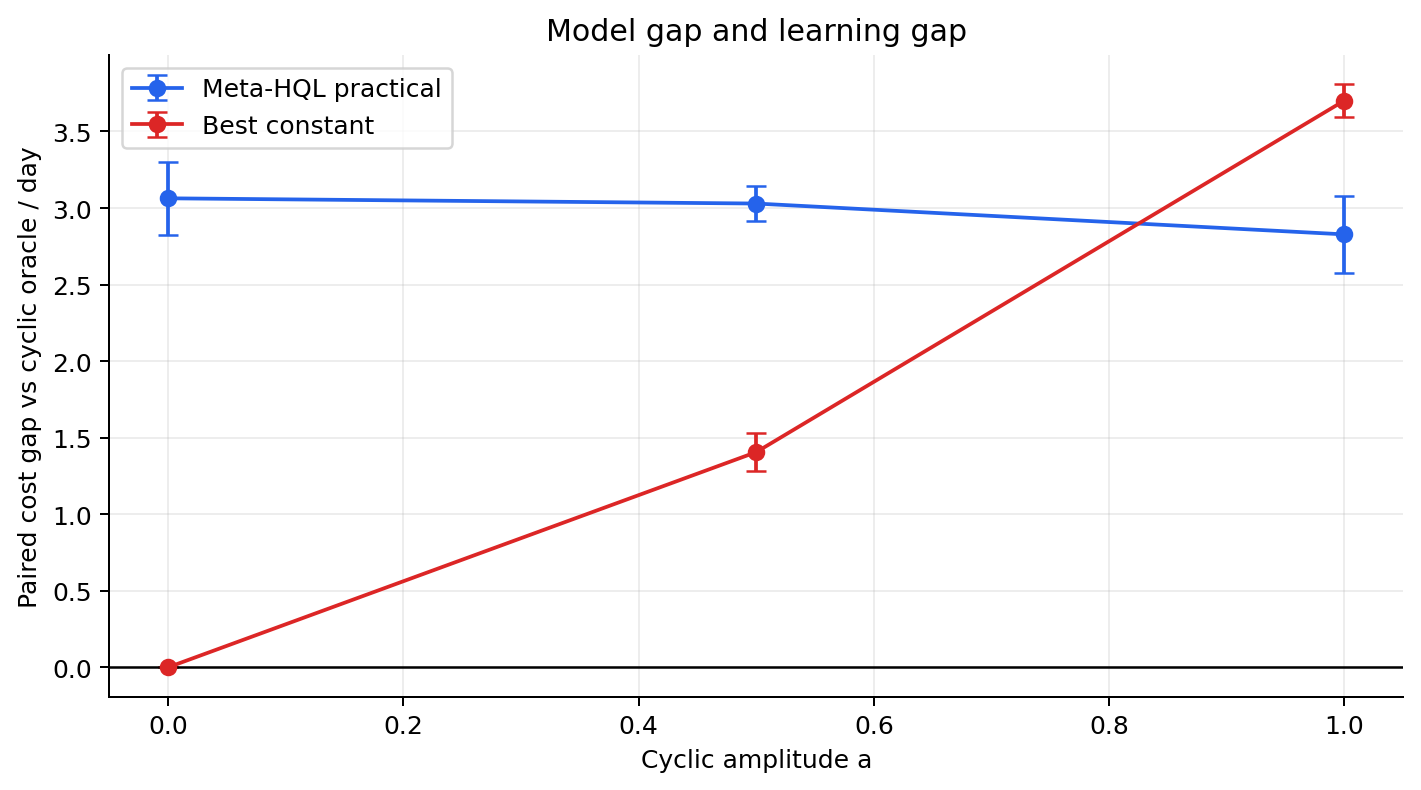 Model gap and learning gap
Meta-HQL practical
Best constant
Paired cost gap vs cyclic oracle / day
3.5
3.0
2.5
2.0
1.5
1.0
0.5
0.0
0.0 0.2 0.4 0.6 0.8 1.0
Cyclic amplitude a